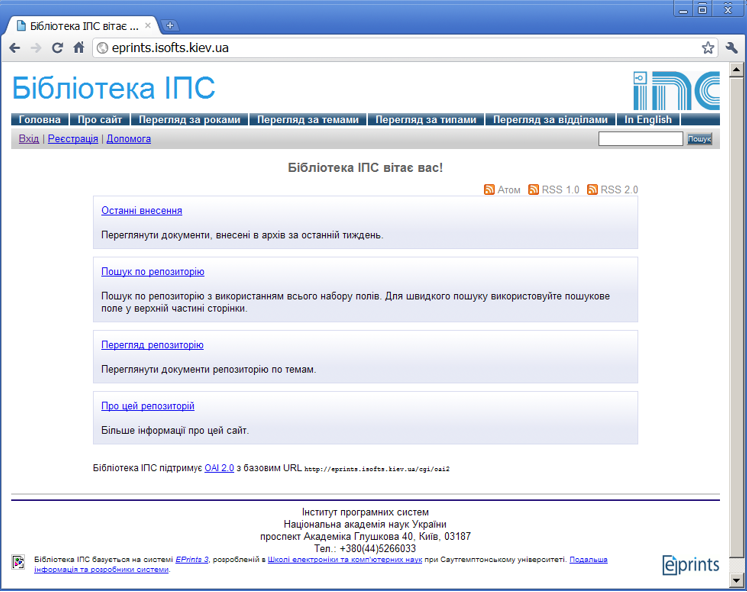 Бібліотека ІПС вітає ...
eprints.isofts.kiev.ua
Бібліотека ІПС
іпс
Головна Про сайт Перегляд за роками Перегляд за темами Перегляд за типами Перегляд за відділами In English
Вхід | Реєстрація | Допомога
Пошук
Бібліотека ІПС вітає вас!
Атом RSS 1.0 RSS 2.0
Останні внесення
Переглянути документи, внесені в архів за останній тиждень.
Пошук по репозиторію
Пошук по репозиторію з використанням всього набору полів. Для швидкого пошуку використовуйте пошукове
поле у верхній частині сторінки.
Перегляд репозиторію
Переглянути документи репозиторію по темам.
Про цей репозиторій
Більше інформації про цей сайт.
Бібліотека ІПС підтримує OAI 2.0 з базовим URL http://eprints.isofts.kiev.ua/cgi/oai2
Інститут програмних систем
Національна академія наук України
проспект Академіка Глушкова 40, Київ, 03187
Тел.: +380(44)5266033
Бібліотека ІПС базується на системі EPrints 3, розробленій в Школі електроніки та комп'ютерних наук при Саутгемптонському університеті. Подальша
інформація та розробники системи.
eprints